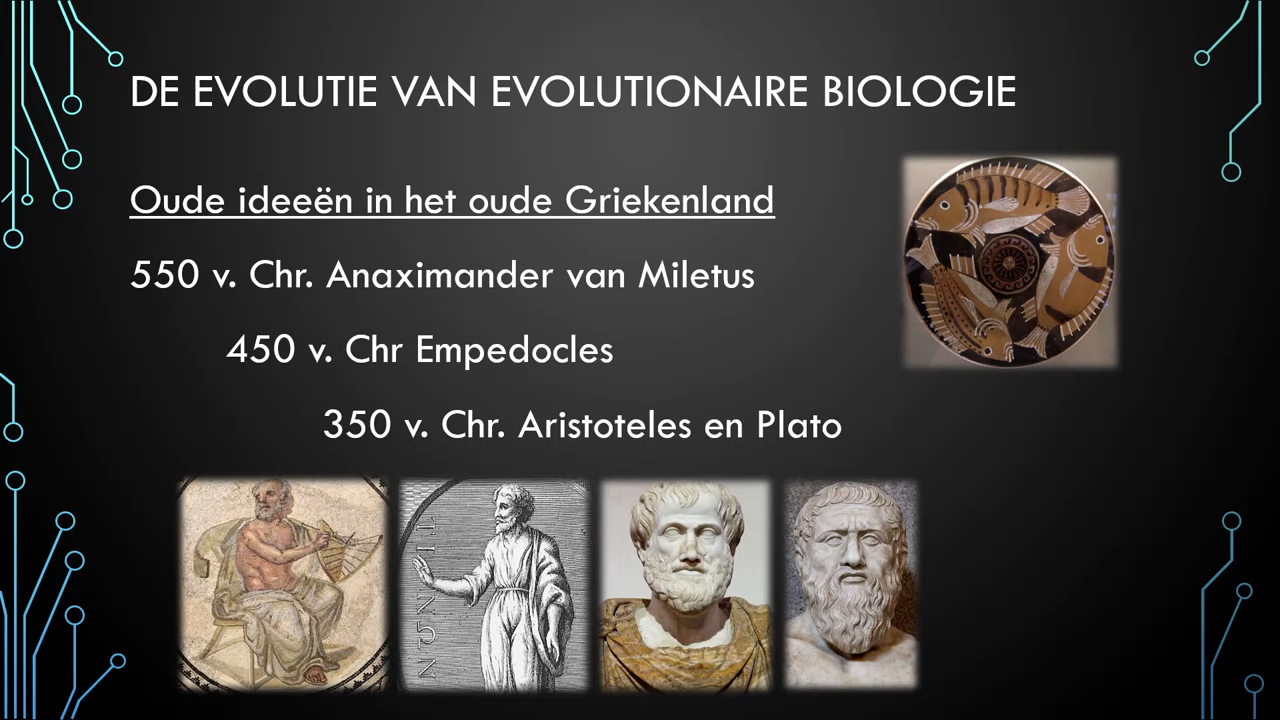 DE EVOLUTIE VAN EVOLUTIONAIRE BIOLOGIE
Oude ideeën in het oude Griekenland
550 v. Chr. Anaximander van Miletus
450 v. Chr Empedocles
350 v. Chr. Aristoteles en Plato